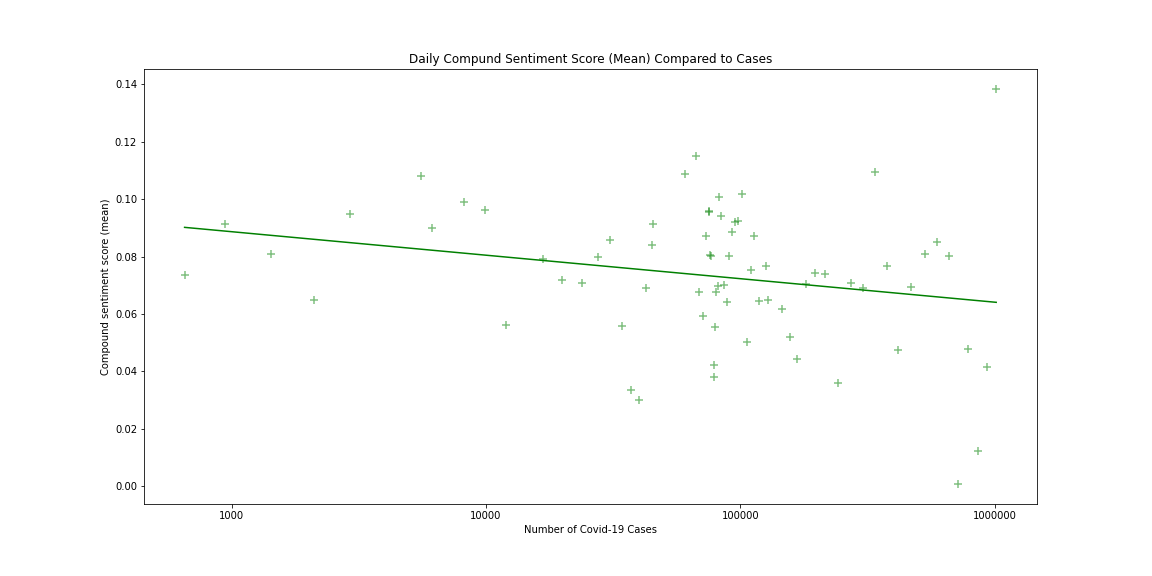 Daily Compund Sentiment Score (Mean) Compared to Cases
Compound sentiment score (mean)
0.14
0.12
0.10
0.08
0.06
0.04
0.02
0.00
1000 10000 100000 1000000
Number of Covid-19 Cases